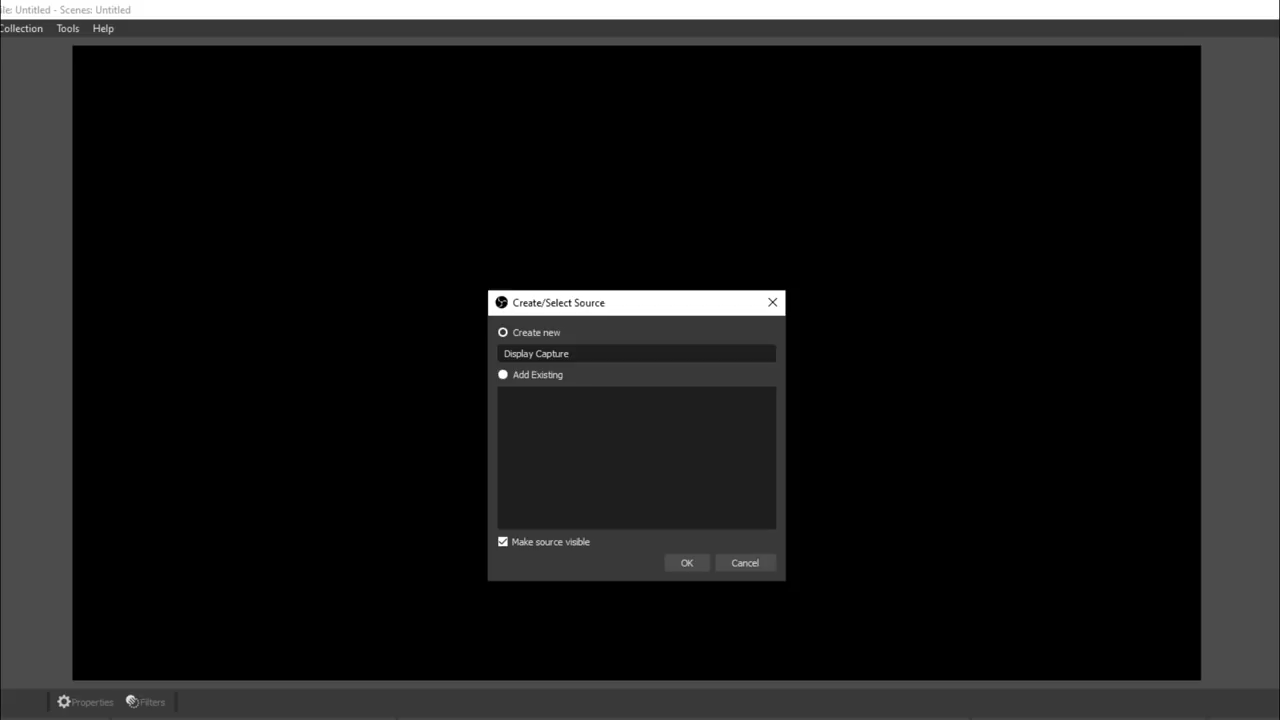 ile: Untitled - Scenes: Untitled
Collection Tools Help
Create/Select Source
Create new
Display Capture
Add Existing
Make source visible
OK Cancel
Properties Filters